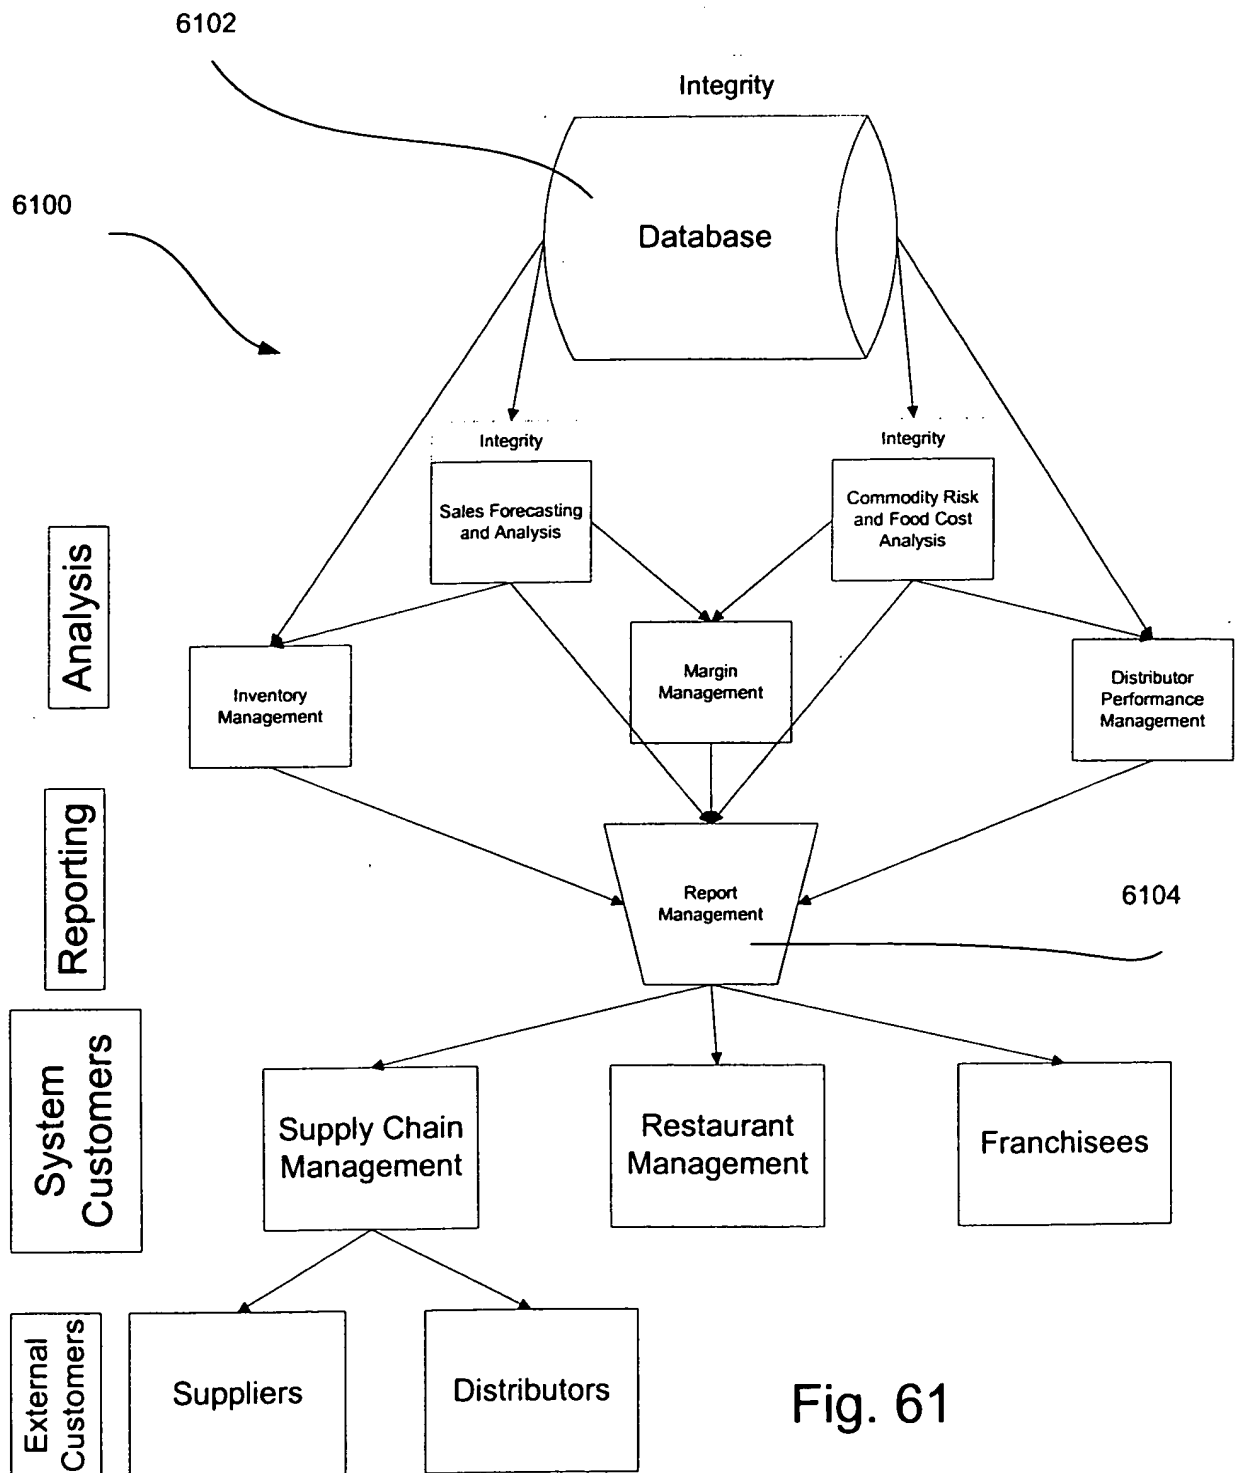 6102
Integrity
6100
Database
Integrity
Integrity
Sales Forecasting
and Analysis
Commodity Risk
and Food Cost
Analysis
Analysis
Inventory
Management
Margin
Management
Distributor
Performance
Management
Reporting
Report
Management
6104
System
Customers
Supply Chain
Management
Restaurant
Management
Franchisees
External
Customers
Suppliers
Distributors
Fig. 61